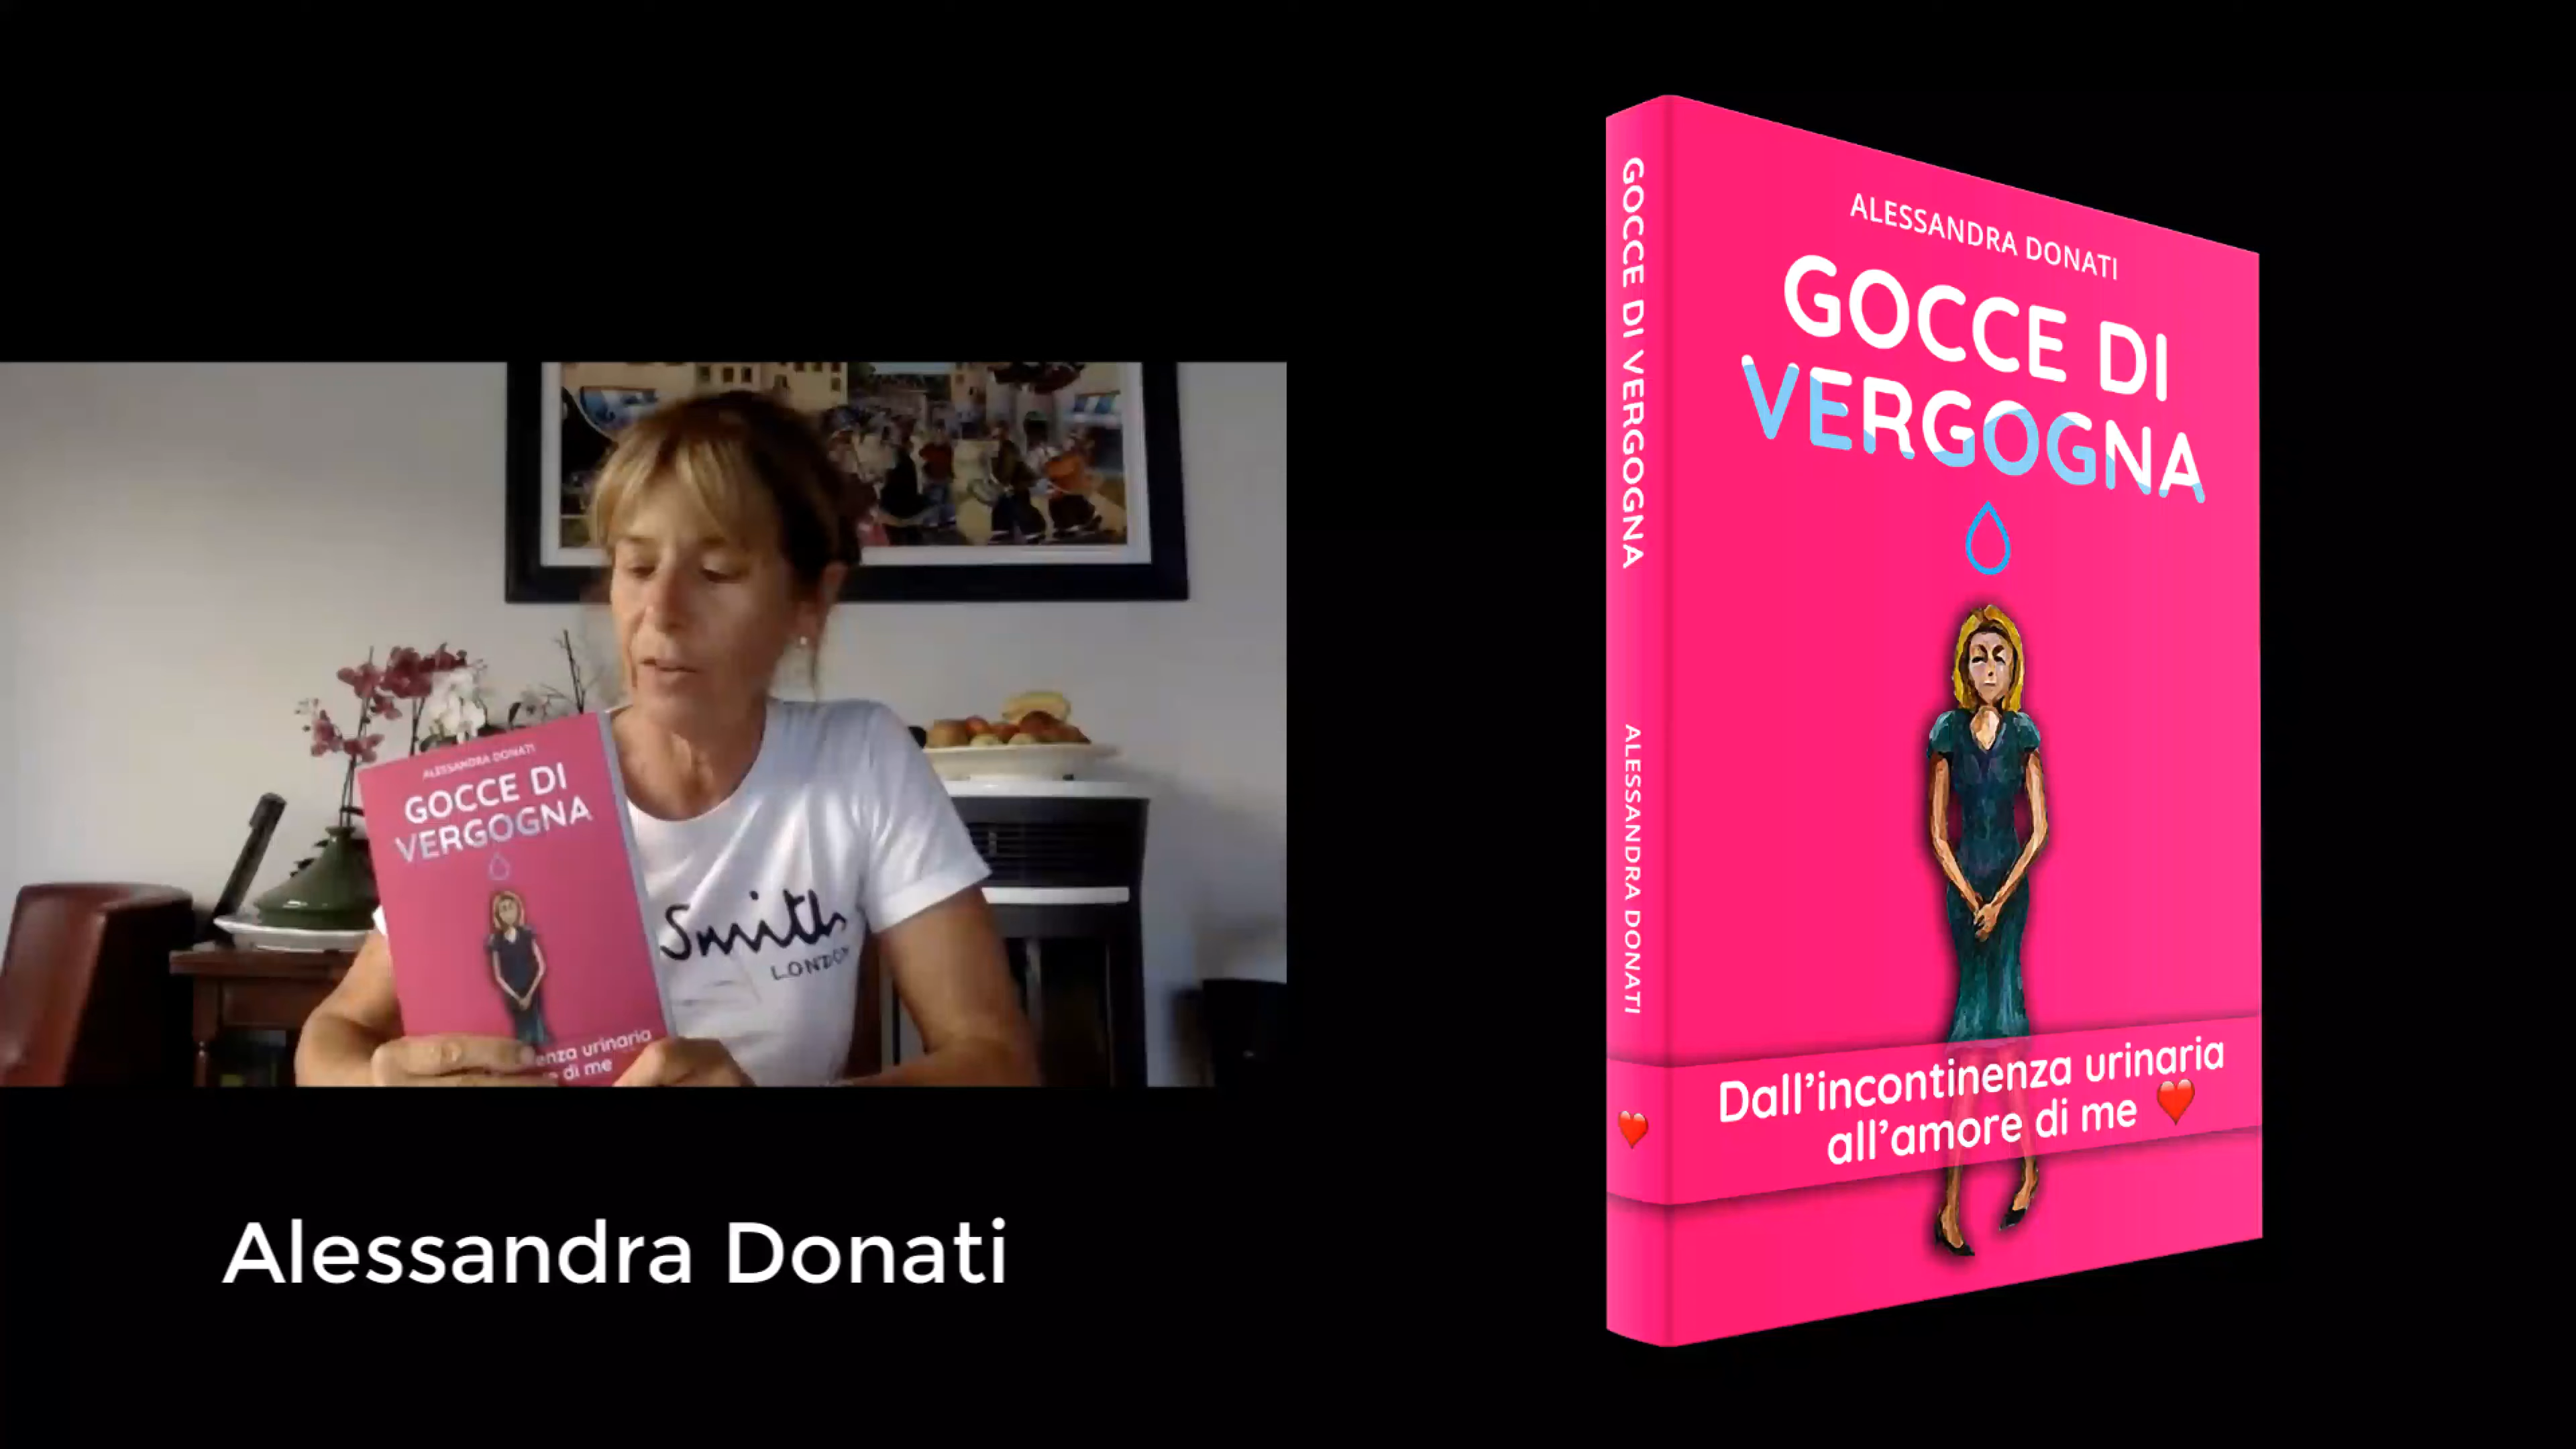 ALESSANDRA DONATI
GOCCE DI
VERGOGNA
enza urinaria
di me
Smith
LONDON
Alessandra Donati
GOCCE DI VERGOGNA
ALESSANDRA DONATI
ALESSANDRA DONATI
GOCCE DI
VERGOGNA
Dall'incontinenza urinaria
all'amore di me